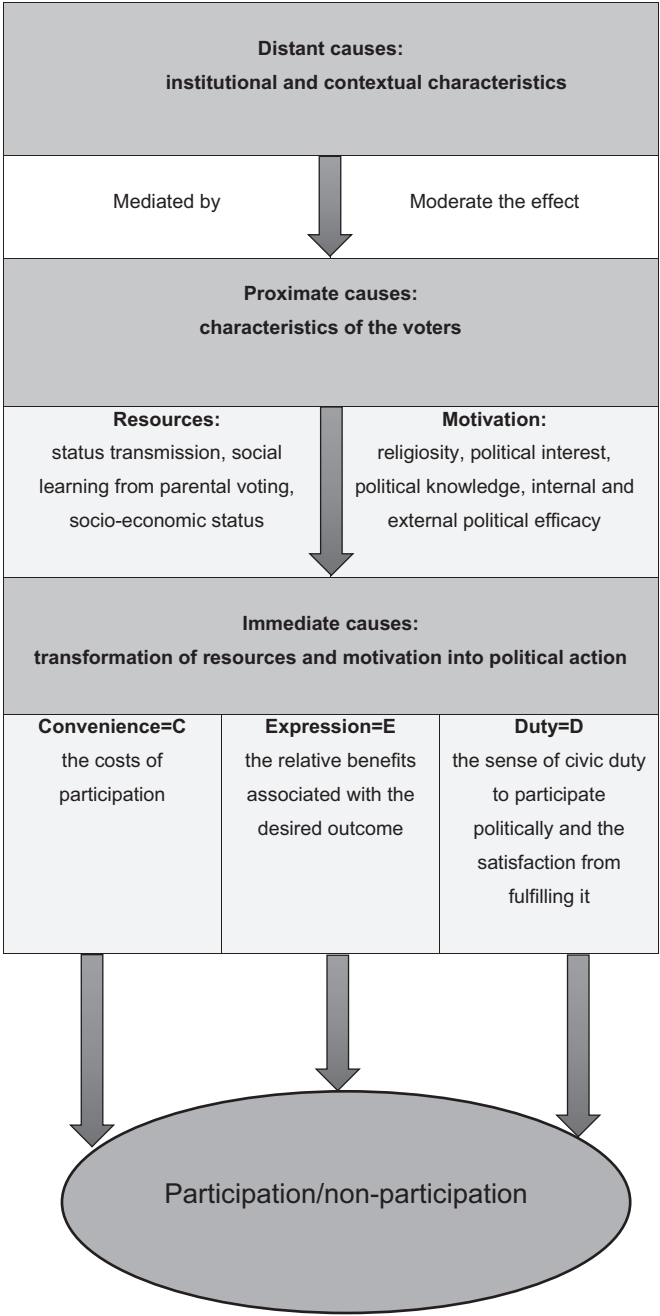 Distant causes:
institutional and contextual characteristics
Mediated by
Moderate the effect
Proximate causes:
characteristics of the voters
Resources:
status transmission, social
learning from parental voting,
socio-economic status
Motivation:
religiosity, political interest,
political knowledge, internal and
external political efficacy
Immediate causes:
transformation of resources and motivation into political action
Convenience=C
the costs of
participation
Expression=E
the relative benefits
associated with the
desired outcome
Duty=D
the sense of civic duty
to participate
politically and the
satisfaction from
fulfilling it
Participation/non-participation